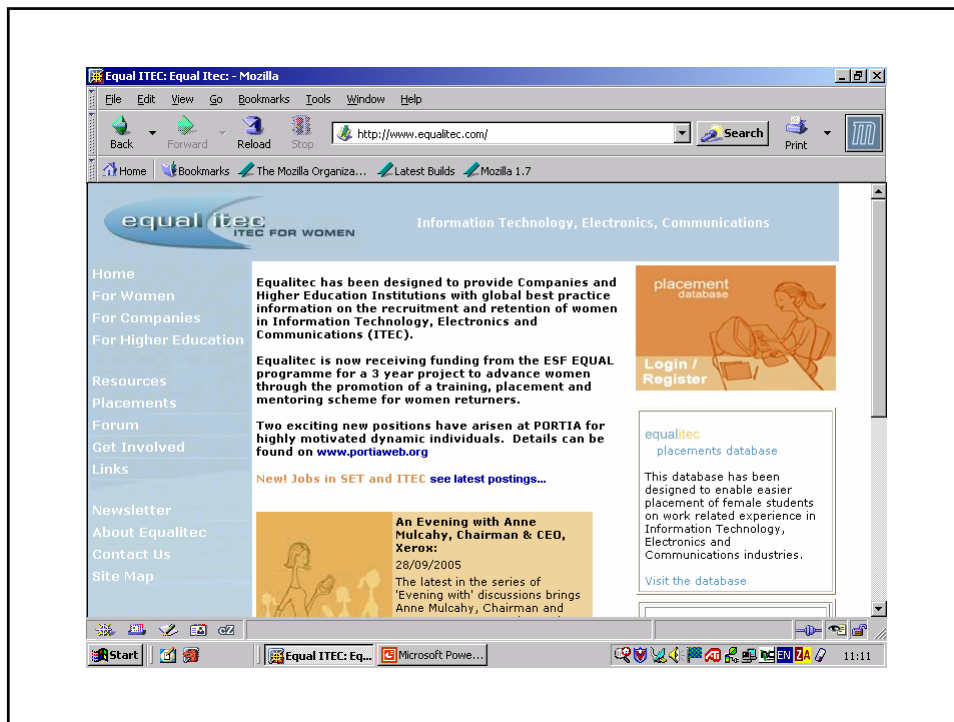 Equal ITEC: Equal Itec: - Mozilla
File Edit View Go Bookmarks Tools Window Help
Back Forward Reload Stop http://www.equalitec.com/ Search Print
Home Bookmarks The Mozilla Organiza... Latest Builds Mozilla 1.7
equal itec
ITEC FOR WOMEN
Information Technology, Electronics, Communications
Home
For Women
For Companies
For Higher Education
Resources
Placements
Forum
Get Involved
Links
Newsletter
About Equalitec
Contact Us
Site Map
Equalitec has been designed to provide Companies and
Higher Education Institutions with global best practice
information on the recruitment and retention of women
in Information Technology, Electronics and
Communications (ITEC).
Equalitec is now receiving funding from the ESF EQUAL
programme for a 3 year project to advance women
through the promotion of a training, placement and
mentoring scheme for women returners.
Two exciting new positions have arisen at PORTIA for
highly motivated dynamic individuals. Details can be
found on www.portiaweb.org
New! Jobs in SET and ITEC see latest postings...
An Evening with Anne
Mulcahy, Chairman & CEO,
Xerox:
28/09/2005
The latest in the series of
'Evening with' discussions brings
Anne Mulcahy, Chairman and
placement
database
Login /
Register
equalitec
placements database
This database has been
designed to enable easier
placement of female students
on work related experience in
Information Technology,
Electronics and
Communications industries.
Visit the database
Start Equal ITEC: Eq... Microsoft Powe... EN ZA 11:11